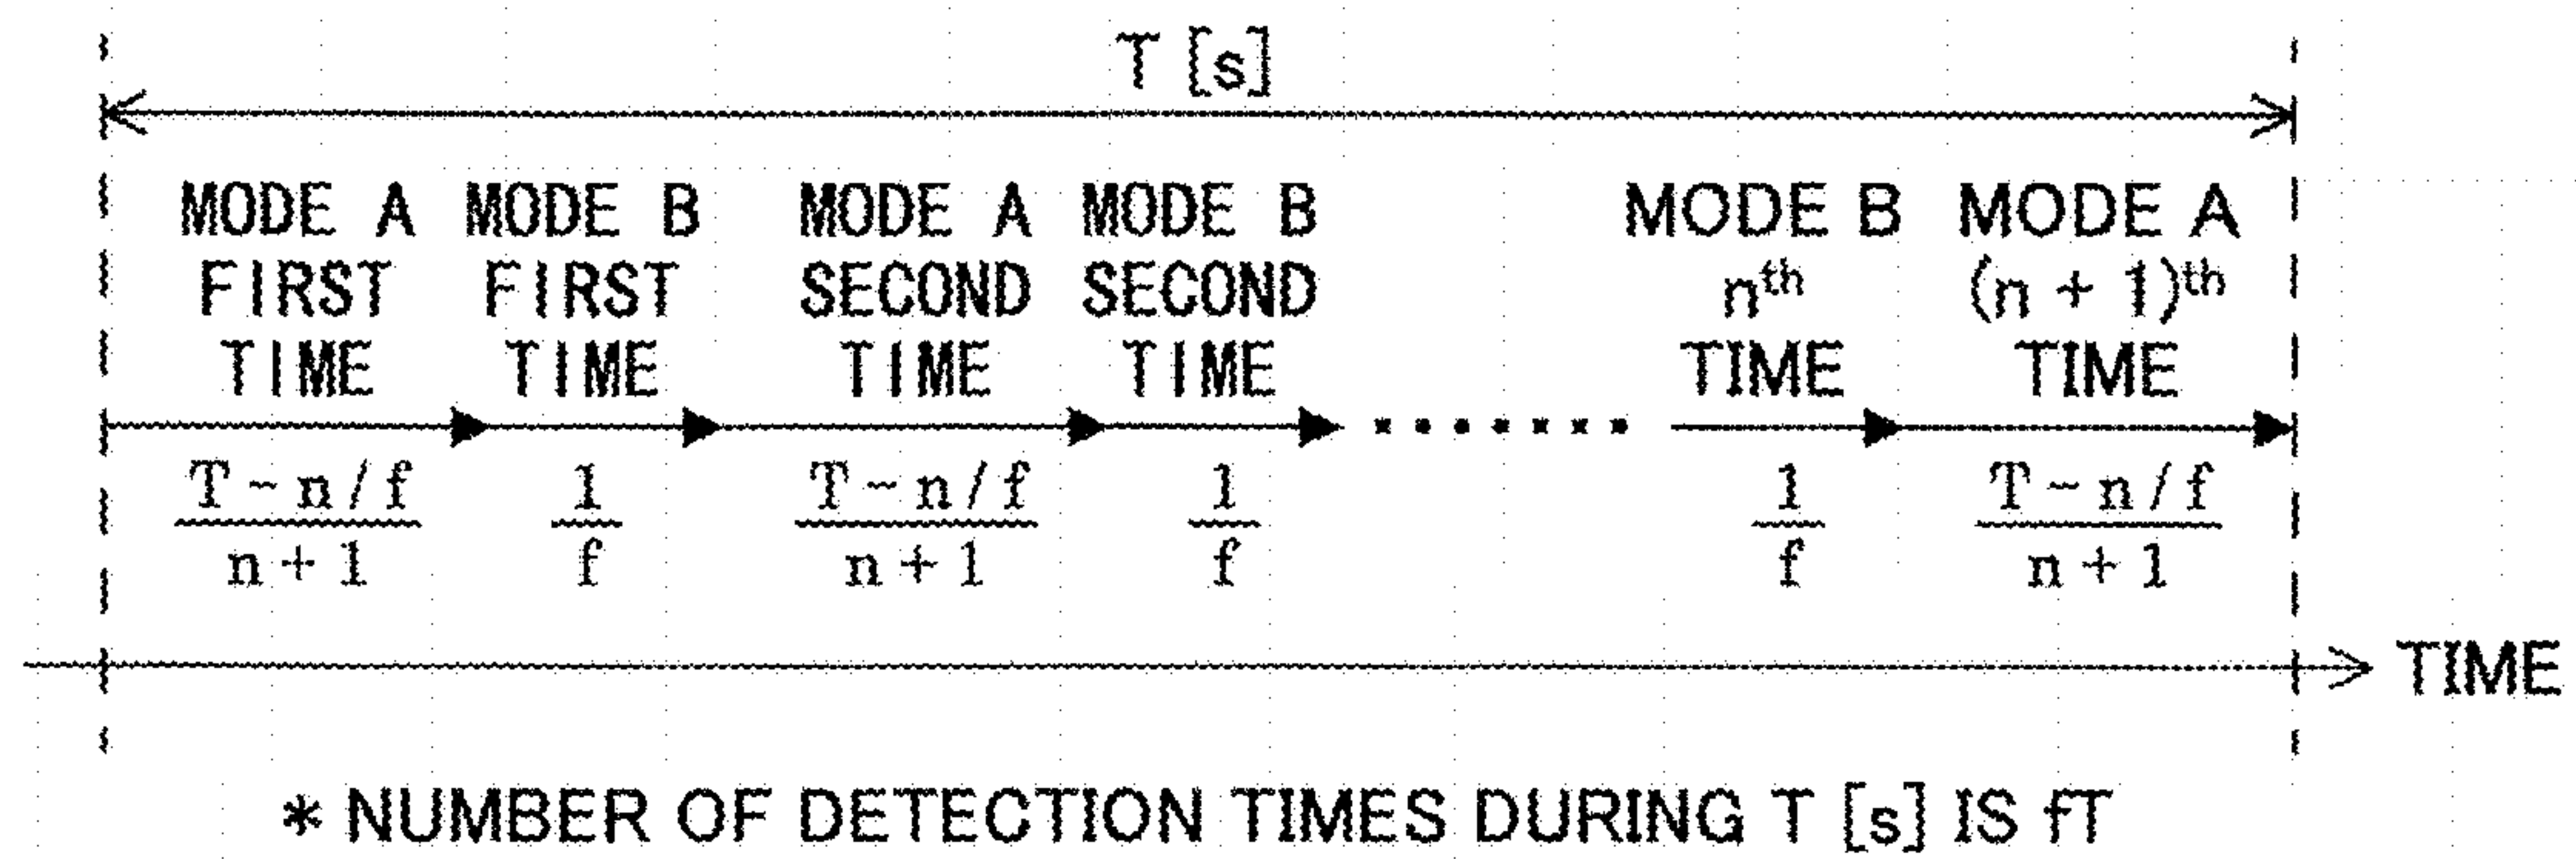 T [s]
MODE A MODE B MODE A MODE B MODE B MODE A
FIRST FIRST SECOND SECOND nth (n + 1)th
TIME TIME TIME TIME TIME TIME
T-n/f 1 T-n/f 1 1 T-n/f
n+1 f n+1 f f n+1
TIME
* NUMBER OF DETECTION TIMES DURING T [s] IS fT